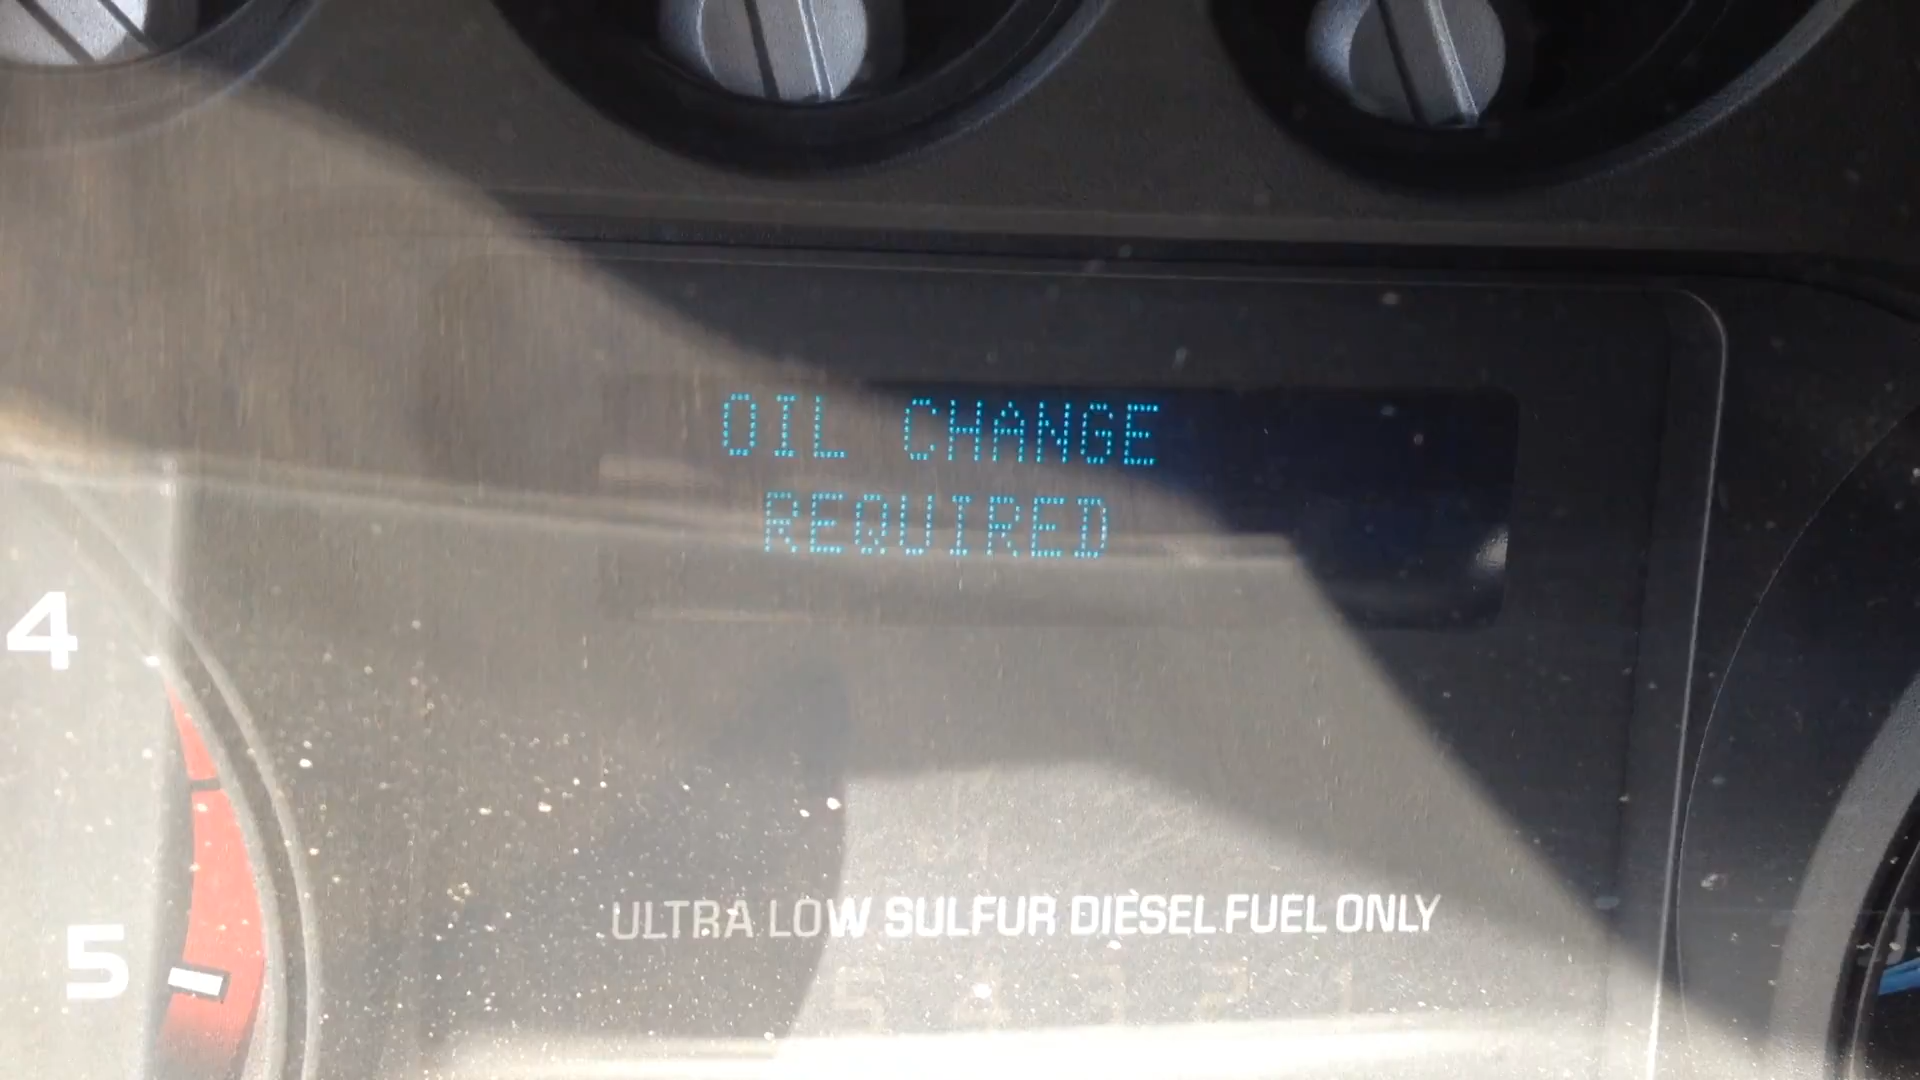 OIL CHANGE
REQUIRED
4
ULTRA LOW SULFUR DIESEL FUEL ONLY
5